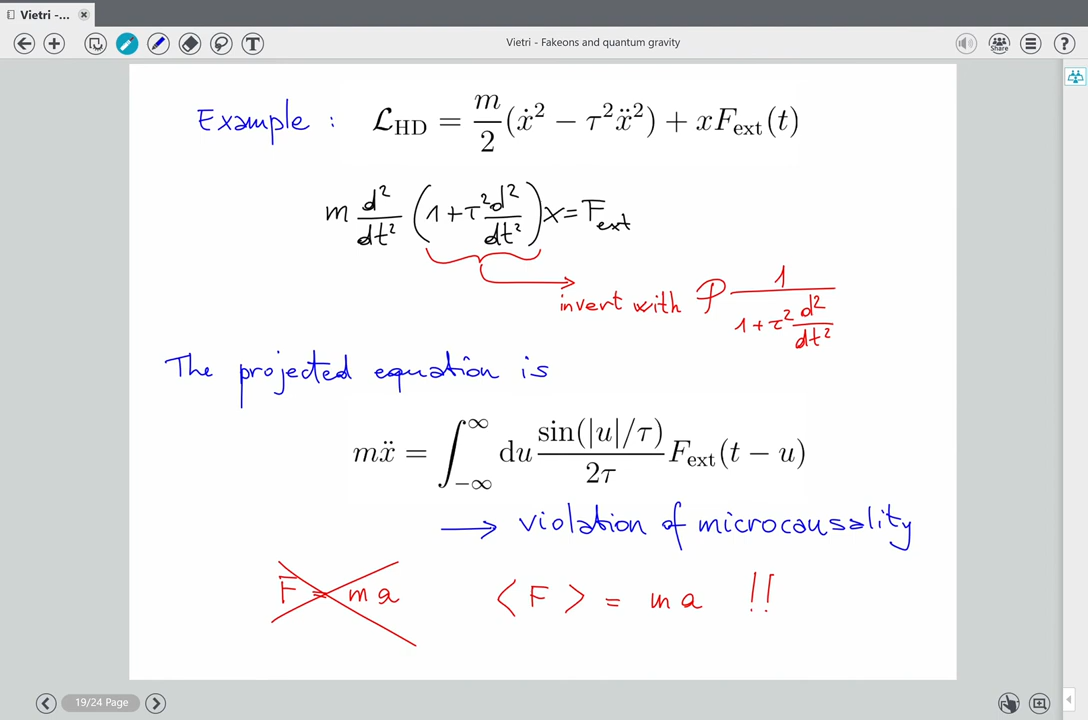 Vietri -...
Vietri - Fakeons and quantum gravity
Share
Example : ℒ_HD = m/2 (ẋ² − τ²ẍ²) + xF_ext(t)
m d²/dt² (1 + τ² d²/dt²) x = F_ext
invert with 𝒫 1/(1 + τ² d²/dt²)
The projected equation is
mẍ = ∫_{−∞}^{∞} du sin(|u|/τ)/2τ F_ext(t − u)
⟶ violation of microcausality
F = ma ⟨F⟩ = ma !!
19/24 Page